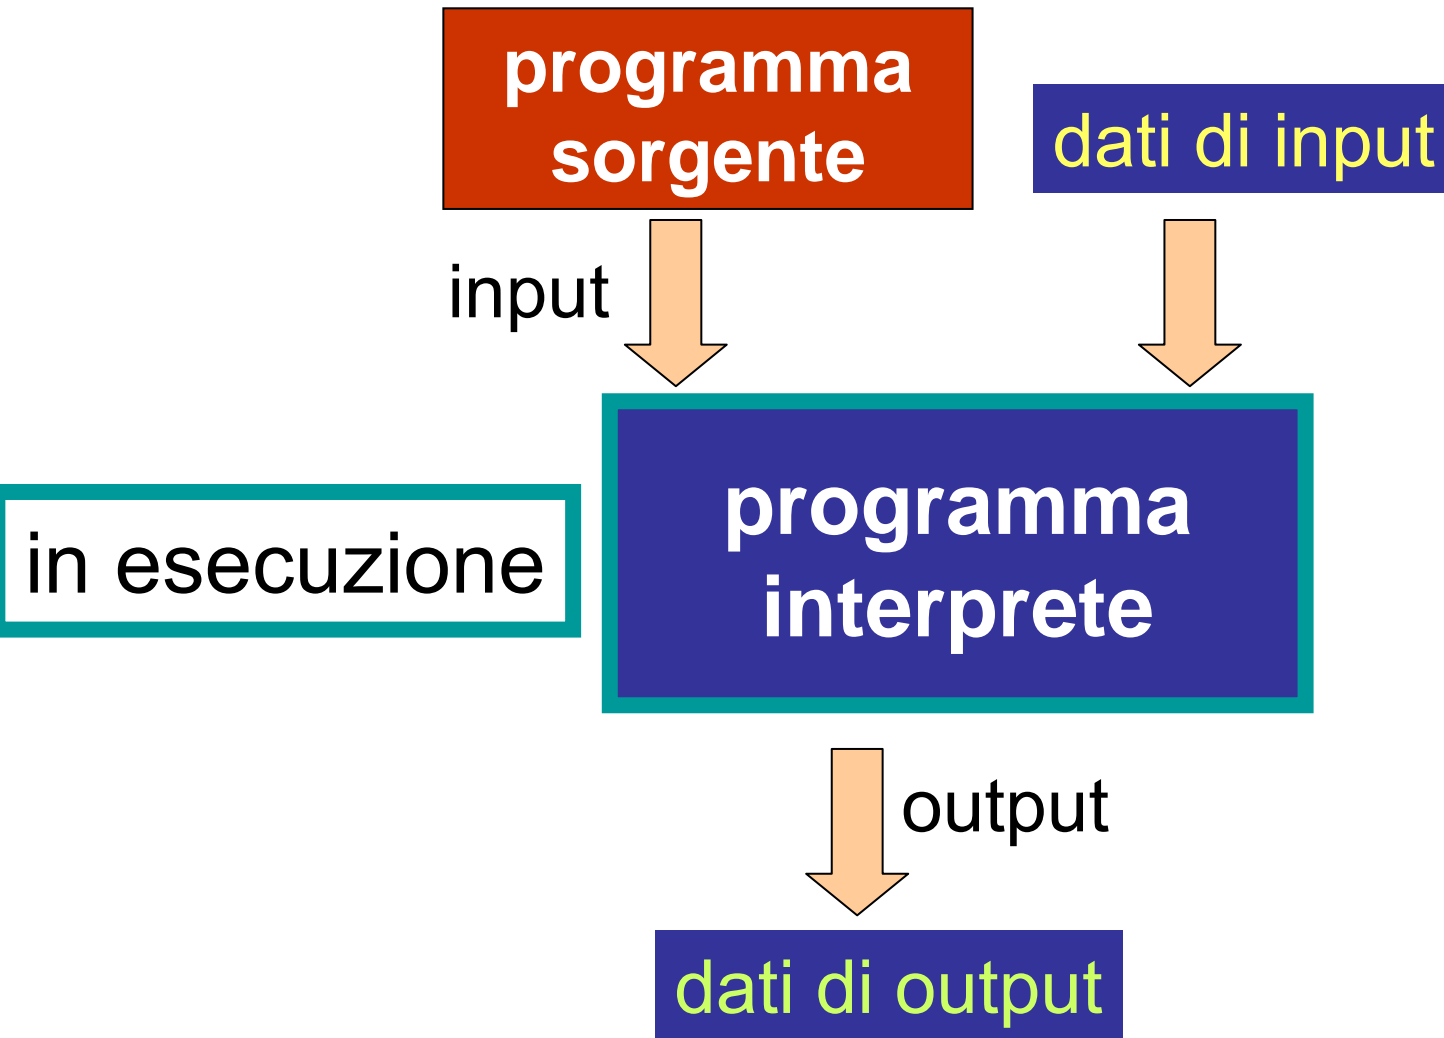 programma
sorgente
dati di input
input
in esecuzione
programma
interprete
output
dati di output